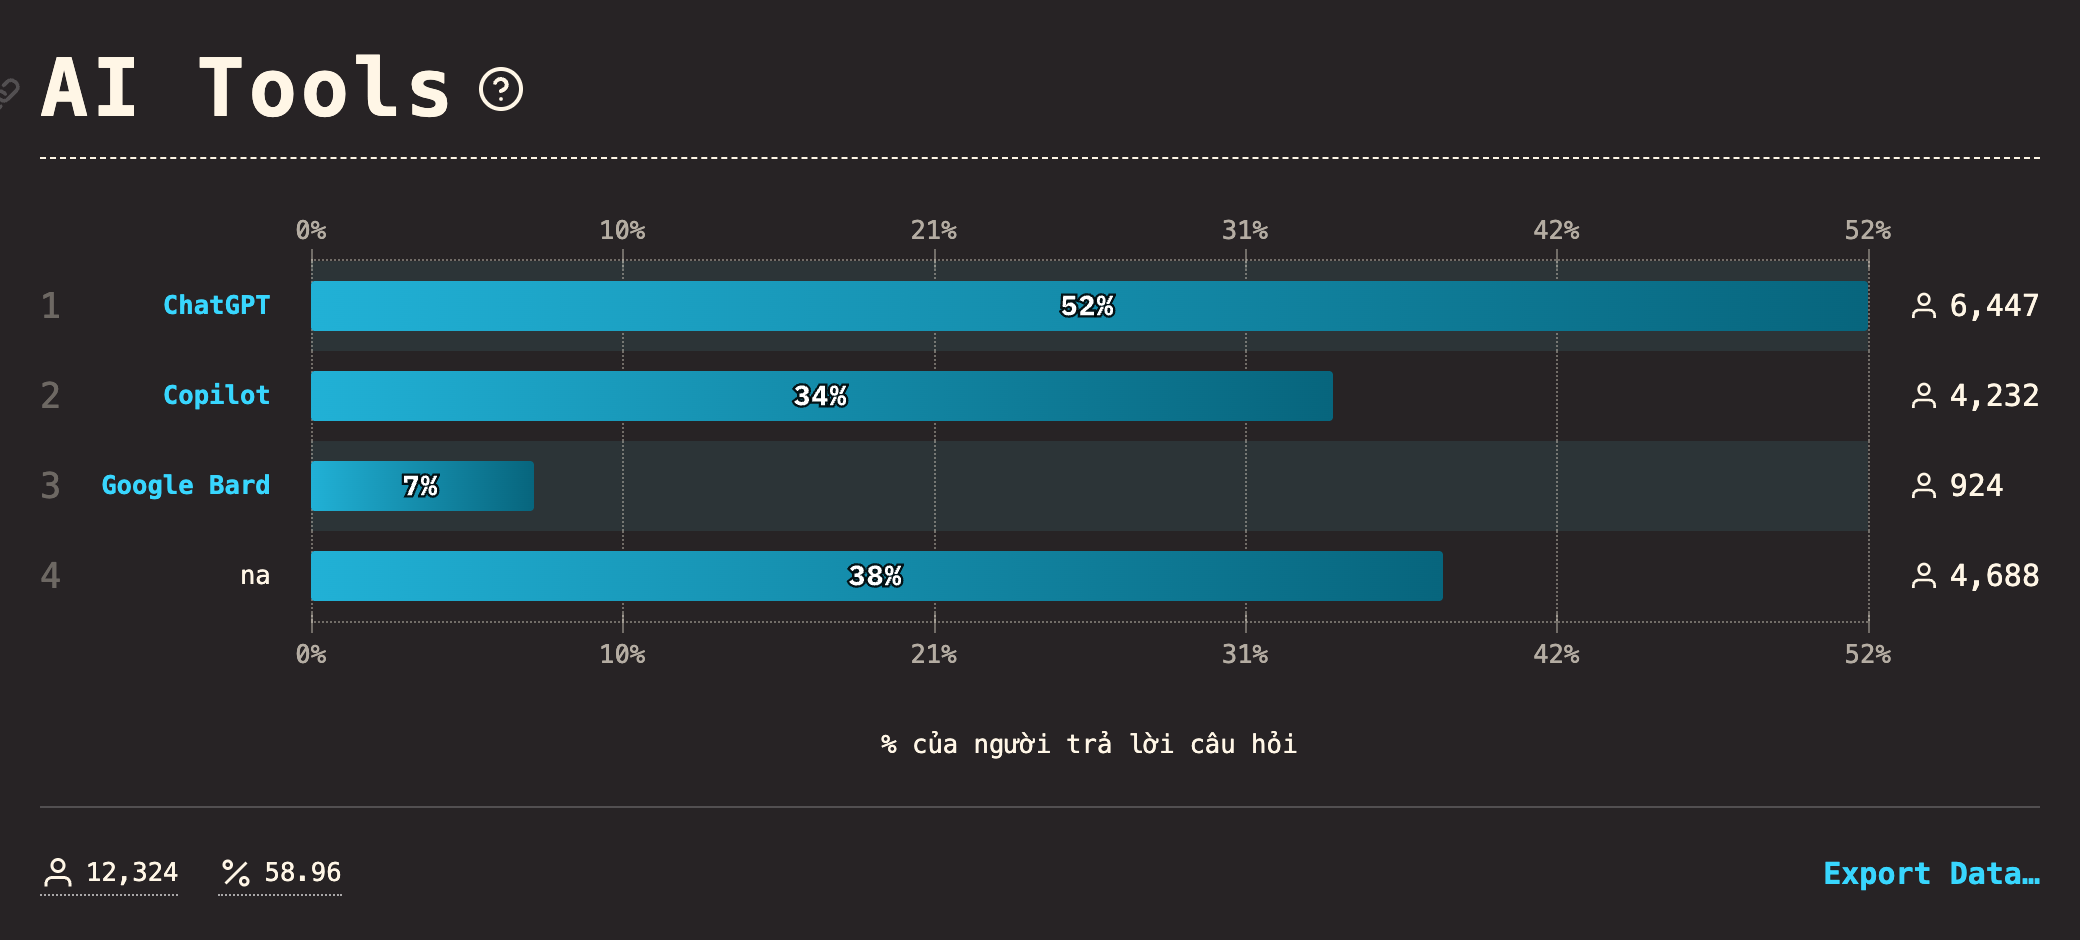 AI Tools
0% 10% 21% 31% 42% 52%
1 ChatGPT 52% 6,447
2 Copilot 34% 4,232
3 Google Bard 7% 924
4 na 38% 4,688
0% 10% 21% 31% 42% 52%
% của người trả lời câu hỏi
12,324 % 58.96 Export Data…